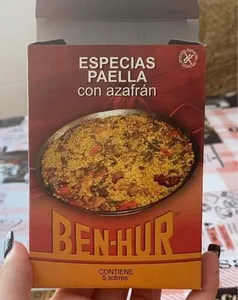 ESPECIAS
PAELLA
con azafrán
BEN-HUR
CONTIENE
5 sobres